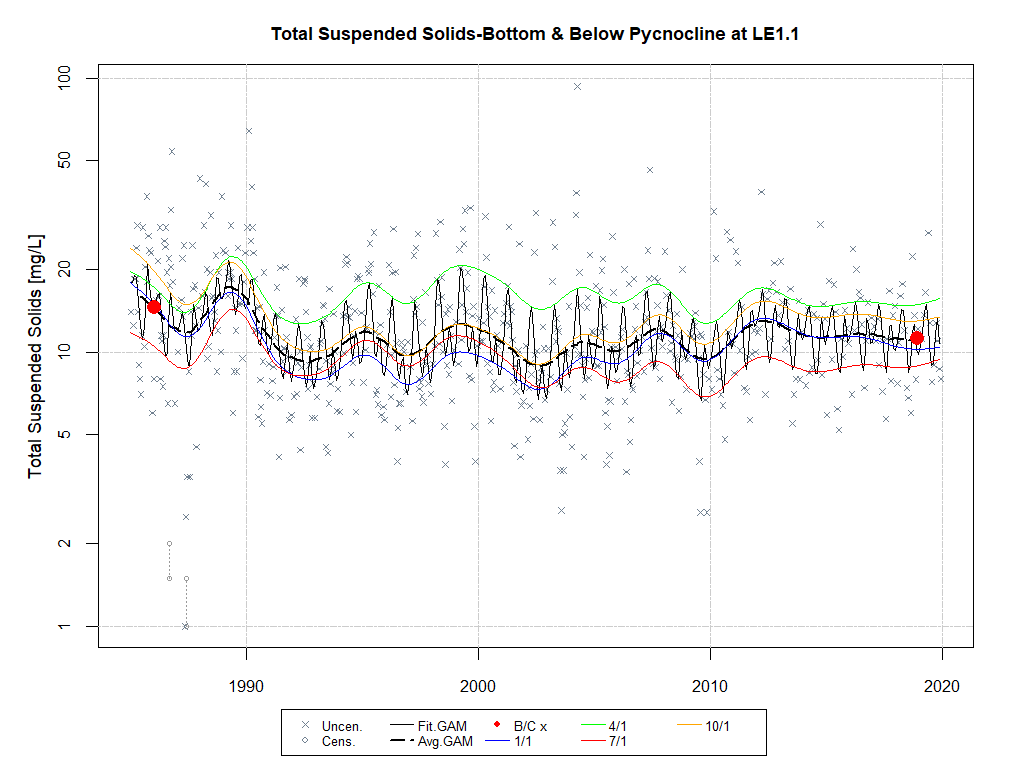 Total Suspended Solids-Bottom & Below Pycnocline at LE1.1
Total Suspended Solids [mg/L]
100
50
20
10
5
2
1
1990 2000 2010 2020
Uncen. Fit.GAM B/C x 4/1 10/1
Cens. Avg.GAM 1/1 7/1